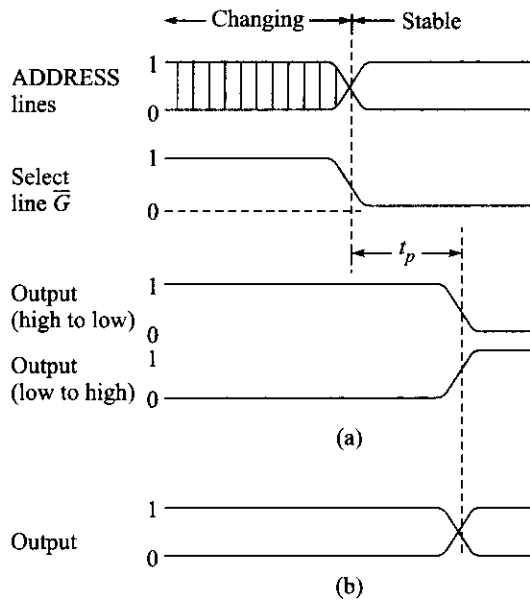 Changing Stable
ADDRESS
lines
1
0
Select
line G̅
1
0
t_p
Output
(high to low)
1
0
Output
(low to high)
1
0
(a)
Output
1
0
(b)